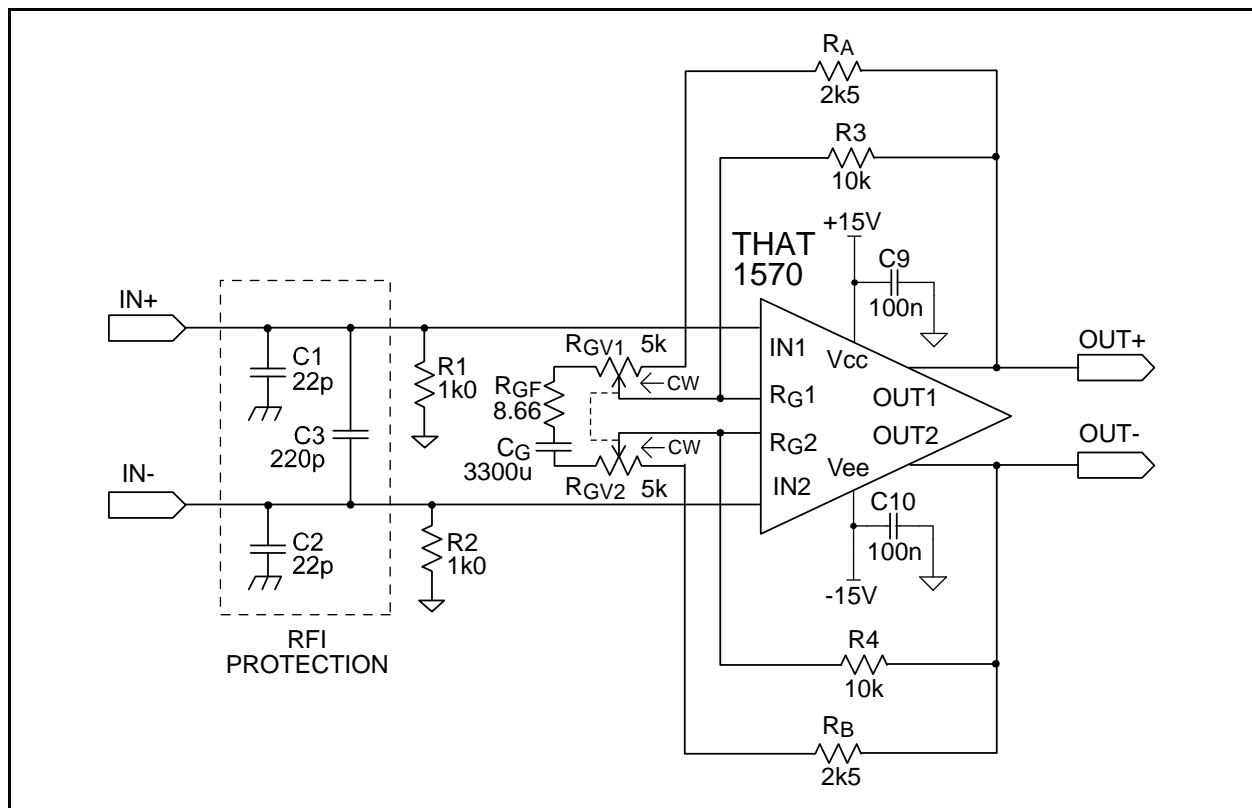 RA
2k5
R3
10k
+15V
THAT
1570
C9
100n
IN+
C1
22p
R1
1k0
RGV1 5k
CW
RGF
8.66
IN1
Vcc
OUT+
RG1
OUT1
C3
220p
CG
3300u
CW
RG2
OUT2
OUT-
IN-
RGV2 5k
IN2
Vee
C10
100n
C2
22p
R2
1k0
-15V
RFI
PROTECTION
R4
10k
RB
2k5